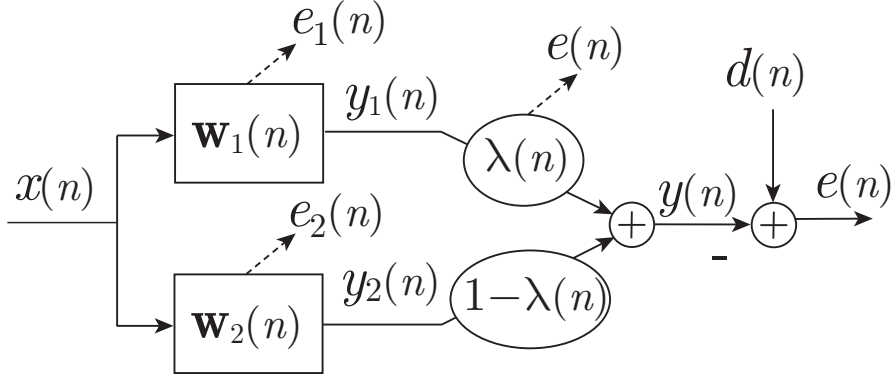 e₁(n)
e(n)
d(n)
w₁(n)
y₁(n)
λ(n)
x(n)
y(n)
e(n)
+
+
-
e₂(n)
w₂(n)
y₂(n)
1−λ(n)